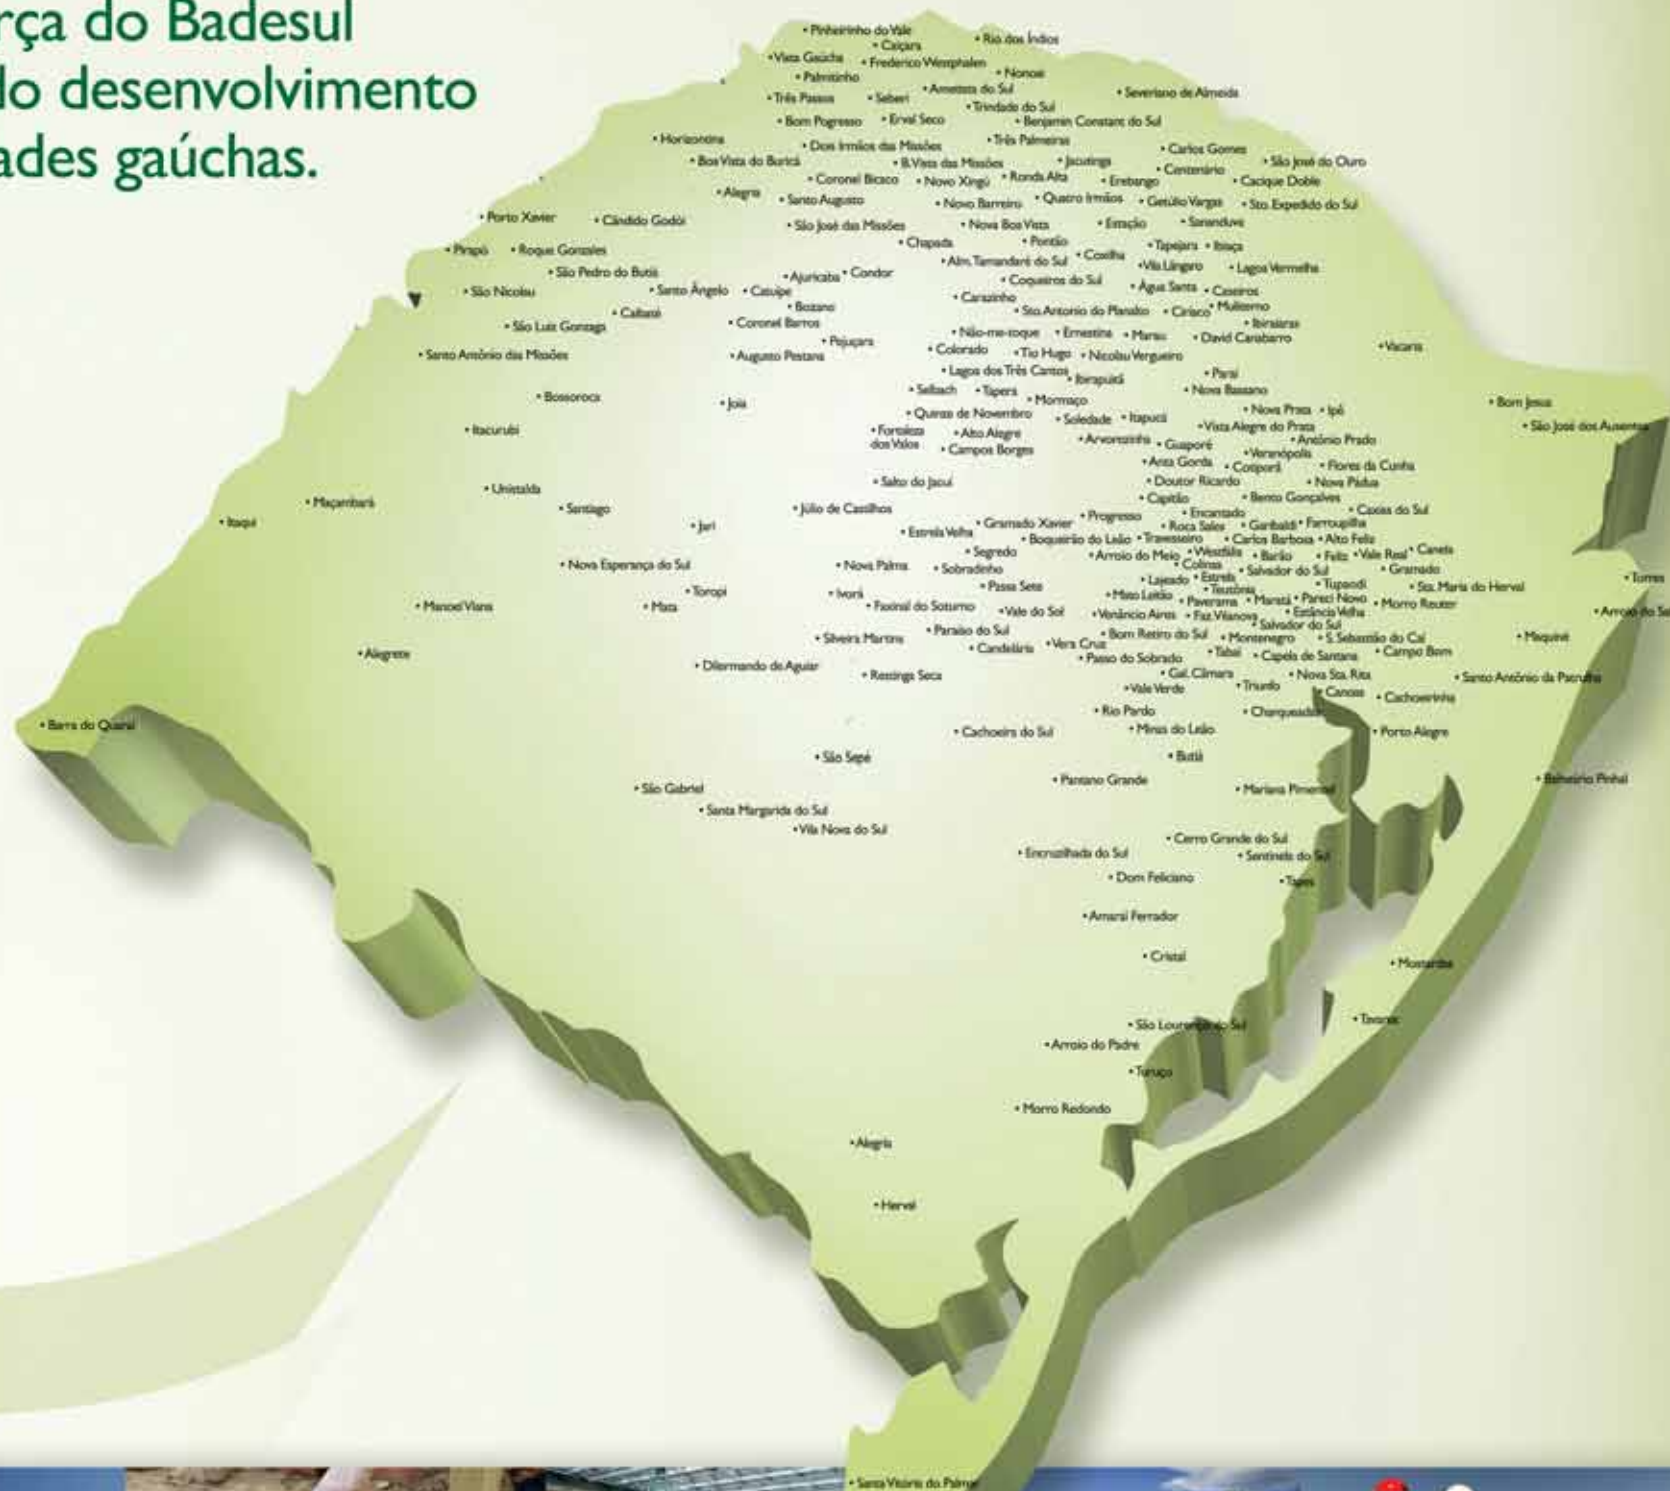 rça do Badesul
do desenvolvimento
ades gaúchas.
• Pinheirinho do Vale
• Caiçara
• Rio dos Índios
• Vista Gaúcha
• Frederico Westphalen
• Palmitinho
• Nonoai
• Ametista do Sul
• Três Passos
• Seberi
• Severiano de Almeida
• Trindade do Sul
• Bom Pogresso
• Erval Seco
• Benjamin Constant do Sul
• Horizontina
• Dois Irmãos das Missões
• Três Palmeiras
• Carlos Gomes
• Boa Vista do Buricá
• B.Vista das Missões
• Jacutinga
• São José do Ouro
• Centenário
• Coronel Bicaco
• Novo Xingú
• Ronda Alta
• Erebango
• Cacique Doble
• Alegria
• Santo Augusto
• Novo Barreiro
• Quatro Irmãos
• Getúlio Vargas
• Sto. Expedido do Sul
• Porto Xavier
• Cândido Godói
• São José das Missões
• Nova Boa Vista
• Estação
• Sananduva
• Pirapó
• Roque Gonzales
• Chapada
• Pontão
• Tapejara
• Ibiaça
• Alm. Tamandaré do Sul
• Coxilha
• Vila Lângaro
• Lagoa Vermelha
• São Pedro do Butiá
• Ajuricaba
• Condor
• Coqueiros do Sul
• Água Santa
• Caseiros
• São Nicolau
• Santo Ângelo
• Catuípe
• Carazinho
• Bozano
• Sto. Antonio do Planalto
• Ciríaco
• Muliterno
• Caibaté
• São Luiz Gonzaga
• Coronel Barros
• Ibiraiaras
• Não-me-toque
• Ernestina
• Marau
• David Canabarro
• Pejuçara
• Santo Antônio das Missões
• Augusto Pestana
• Colorado
• Tio Hugo
• Nicolau Vergueiro
• Vacaria
• Lagoa dos Três Cantos
• Ibirapuitã
• Paraí
• Selbach
• Tapera
• Nova Bassano
• Bossoroca
• Joia
• Mormaço
• Bom Jesus
• Quinze de Novembro
• Soledade
• Itapuca
• Nova Prata
• Ipê
• Itacurubi
• Fortaleza
dos Valos
• Alto Alegre
• Vista Alegre do Prata
• São José dos Ausentes
• Arvorezinha
• Guaporé
• Antônio Prado
• Campos Borges
• Veranópolis
• Anta Gorda
• Cotiporã
• Flores da Cunha
• Salto do Jacuí
• Doutor Ricardo
• Nova Pádua
• Unistalda
• Capitão
• Bento Gonçalves
• Maçambará
• Santiago
• Júlio de Castilhos
• Progresso
• Encantado
• Caxias do Sul
• Itaqui
• Jari
• Estrela Velha
• Gramado Xavier
• Roca Sales
• Garibaldi
• Farroupilha
• Boqueirão do Leão
• Travesseiro
• Carlos Barbosa
• Alto Feliz
• Segredo
• Arroio do Meio
• Westfália
• Barão
• Feliz
• Vale Real
• Canela
• Nova Esperança do Sul
• Nova Palma
• Sobradinho
• Colinas
• Salvador do Sul
• Gramado
• Lajeado
• Estrela
• Tupandi
• Torres
• Toropi
• Ivorá
• Passa Sete
• Mato Leitão
• Teutônia
• Sta. Maria do Herval
• Manoel Viana
• Mata
• Faxinal do Soturno
• Vale do Sol
• Paverama
• Maratá
• Pareci Novo
• Morro Reuter
• Venâncio Aires
• Faz. Vilanova
• Estância Velha
• Arroio do Sa
• Salvador do Sul
• Silveira Martins
• Paraíso do Sul
• Bom Retiro do Sul
• Montenegro
• S. Sebastião do Caí
• Maquiné
• Alegrete
• Candelária
• Vera Cruz
• Tabaí
• Capela de Santana
• Campo Bom
• Dilermando de Aguiar
• Passo do Sobrado
• Restinga Seca
• Gal. Câmara
• Nova Sta. Rita
• Santo Antônio da Patrulha
• Vale Verde
• Triunfo
• Canoas
• Cachoeirinha
• Rio Pardo
• Charqueadas
• Barra do Quaraí
• Cachoeira do Sul
• Minas do Leão
• Porto Alegre
• São Sepé
• Butiá
• Pantano Grande
• Balneário Pinhal
• São Gabriel
• Mariana Pimentel
• Santa Margarida do Sul
• Vila Nova do Sul
• Cerro Grande do Sul
• Encruzilhada do Sul
• Sentinela do Sul
• Dom Feliciano
• Tapes
• Amaral Ferrador
• Cristal
• Mostardas
• Tavares
• São Lourenço do Sul
• Arroio do Padre
• Turuçu
• Morro Redondo
• Alegria
• Herval
• Santa Vitória do Palmar